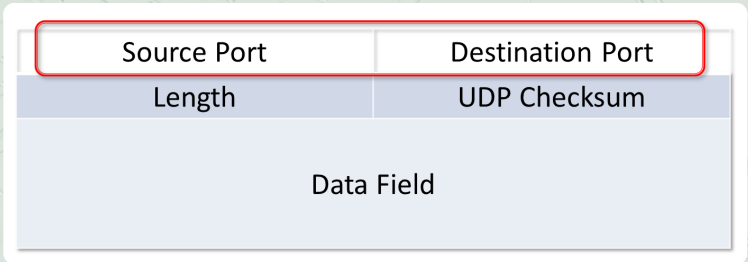 Source Port Destination Port
Length UDP Checksum
Data Field